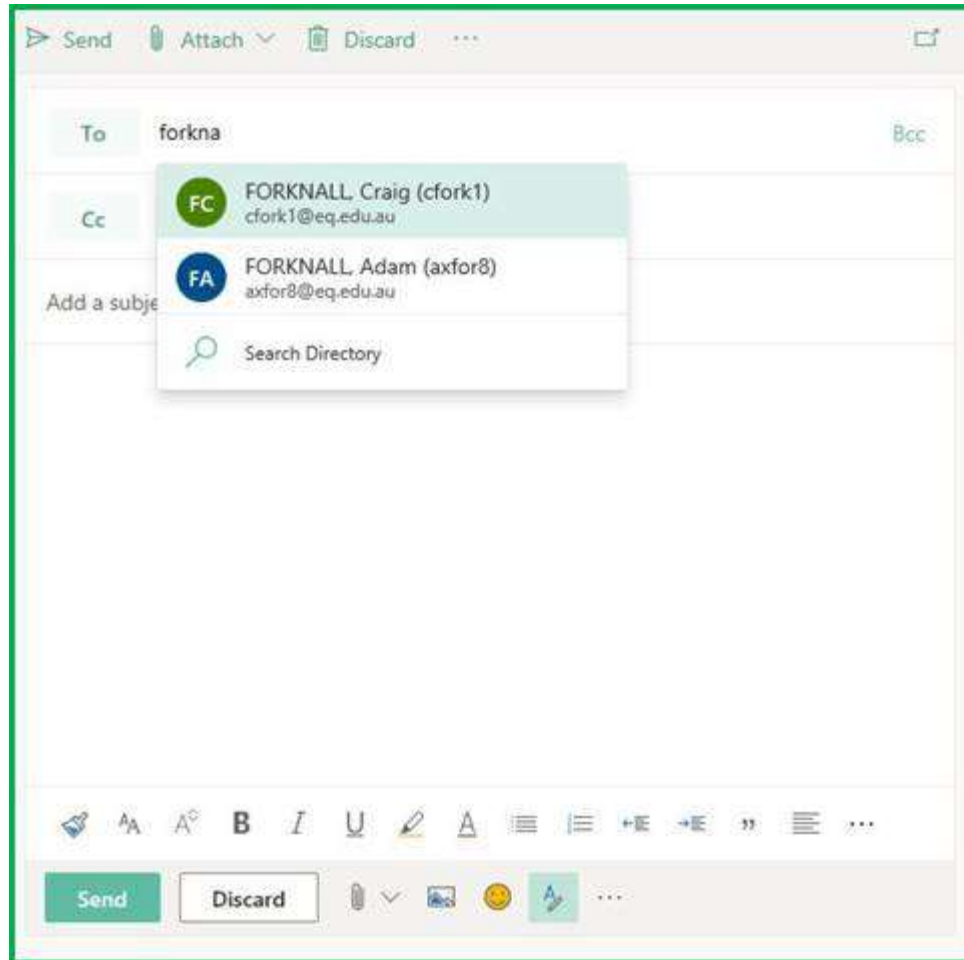 Send Attach Discard ...
To forkna Bcc
FC FORKNALL, Craig (cfork1)
cfork1@eq.edu.au
Cc
FA FORKNALL, Adam (axfor8)
axfor8@eq.edu.au
Add a subje
Search Directory
B I U A
Send Discard ...